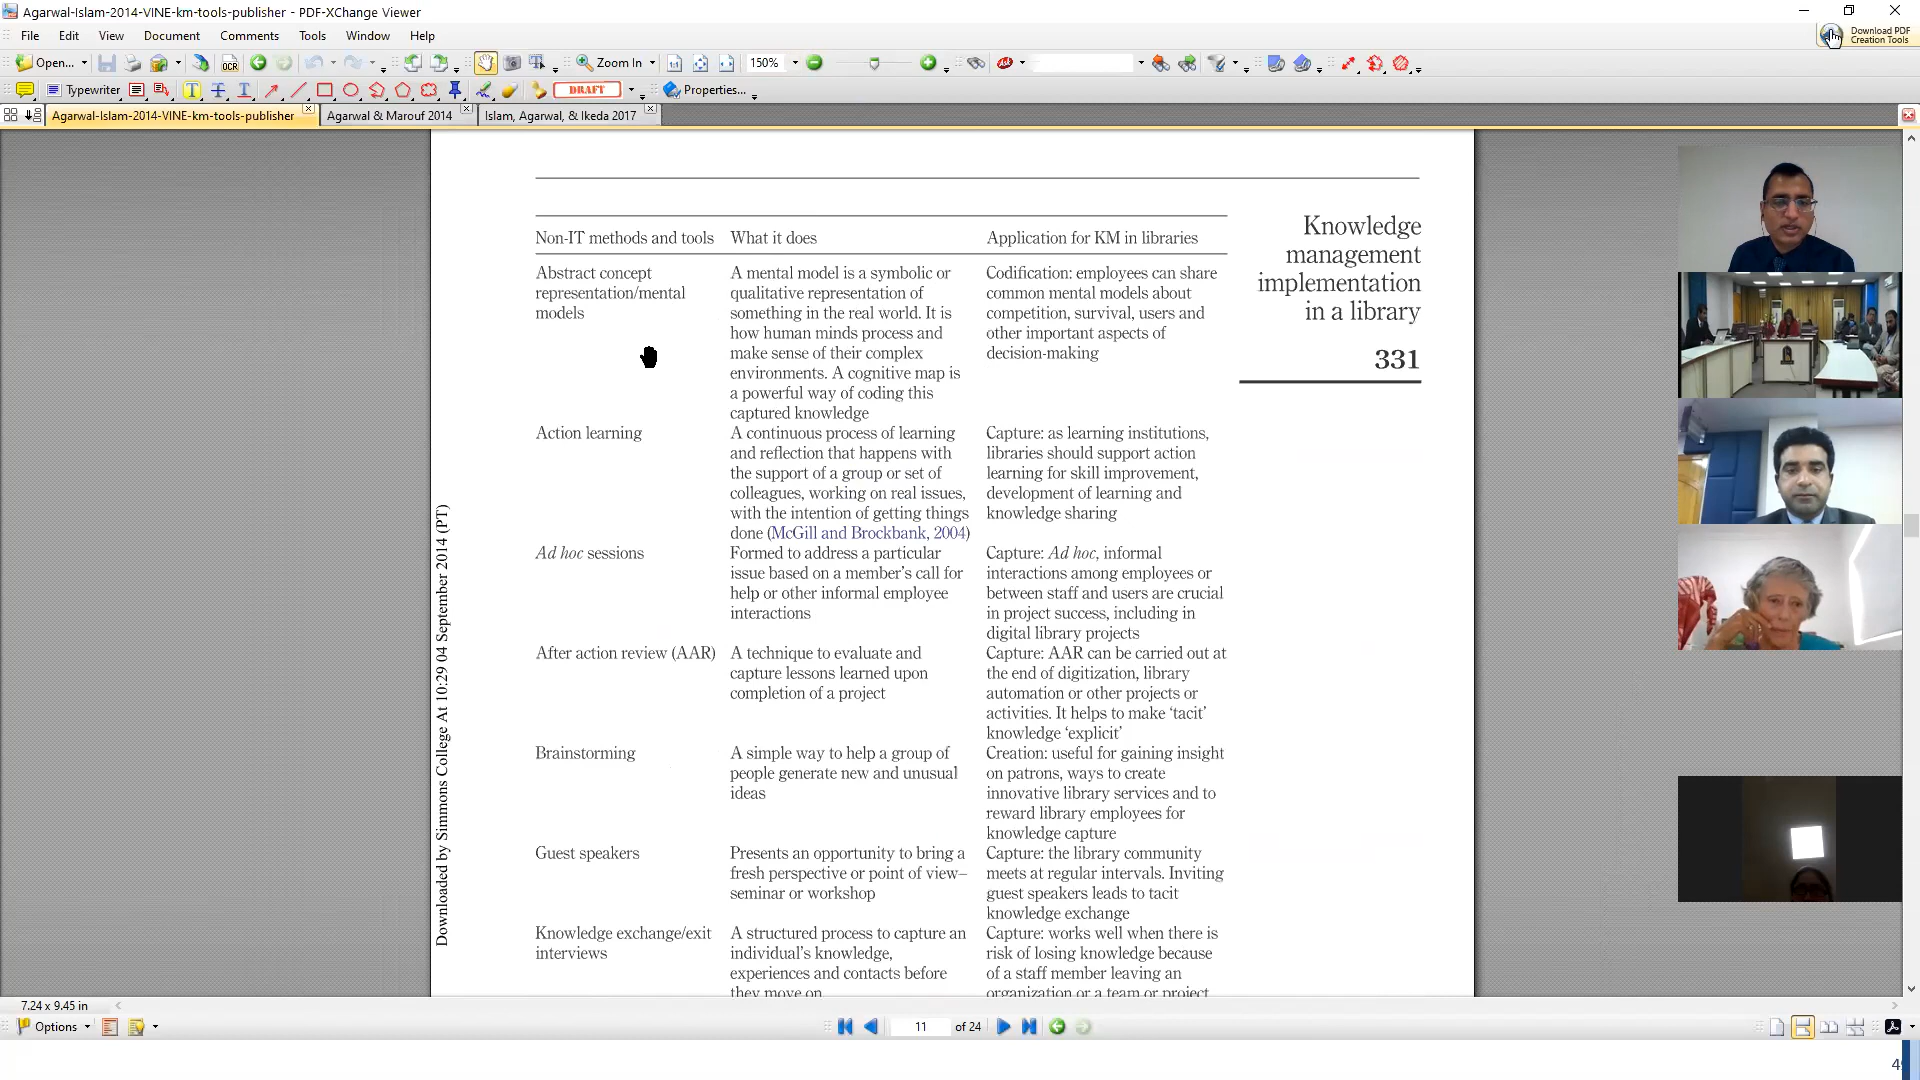 Agarwal-Islam-2014-VINE-km-tools-publisher - PDF-XChange Viewer
File Edit View Document Comments Tools Window Help
Download PDF
Creation Tools
Open... OCR Zoom In 150%
Typewriter DRAFT Properties...
Agarwal-Islam-2014-VINE-km-tools-publisher Agarwal & Marouf 2014 Islam, Agarwal, & Ikeda 2017
Knowledge
management
implementation
in a library
331
Non-IT methods and tools What it does Application for KM in libraries
Abstract concept
representation/mental
models
A mental model is a symbolic or
qualitative representation of
something in the real world. It is
how human minds process and
make sense of their complex
environments. A cognitive map is
a powerful way of coding this
captured knowledge
Codification: employees can share
common mental models about
competition, survival, users and
other important aspects of
decision-making
Action learning
A continuous process of learning
and reflection that happens with
the support of a group or set of
colleagues, working on real issues,
with the intention of getting things
done (McGill and Brockbank, 2004)
Capture: as learning institutions,
libraries should support action
learning for skill improvement,
development of learning and
knowledge sharing
Ad hoc sessions
Formed to address a particular
issue based on a member's call for
help or other informal employee
interactions
Capture: Ad hoc, informal
interactions among employees or
between staff and users are crucial
in project success, including in
digital library projects
After action review (AAR)
A technique to evaluate and
capture lessons learned upon
completion of a project
Capture: AAR can be carried out at
the end of digitization, library
automation or other projects or
activities. It helps to make 'tacit'
knowledge 'explicit'
Brainstorming
A simple way to help a group of
people generate new and unusual
ideas
Creation: useful for gaining insight
on patrons, ways to create
innovative library services and to
reward library employees for
knowledge capture
Guest speakers
Presents an opportunity to bring a
fresh perspective or point of view–
seminar or workshop
Capture: the library community
meets at regular intervals. Inviting
guest speakers leads to tacit
knowledge exchange
Knowledge exchange/exit
interviews
A structured process to capture an
individual's knowledge,
experiences and contacts before
they move on
Capture: works well when there is
risk of losing knowledge because
of a staff member leaving an
organization or a team or project
Downloaded by Simmons College At 10:29 04 September 2014 (PT)
7.24 x 9.45 in
Options 11 of 24